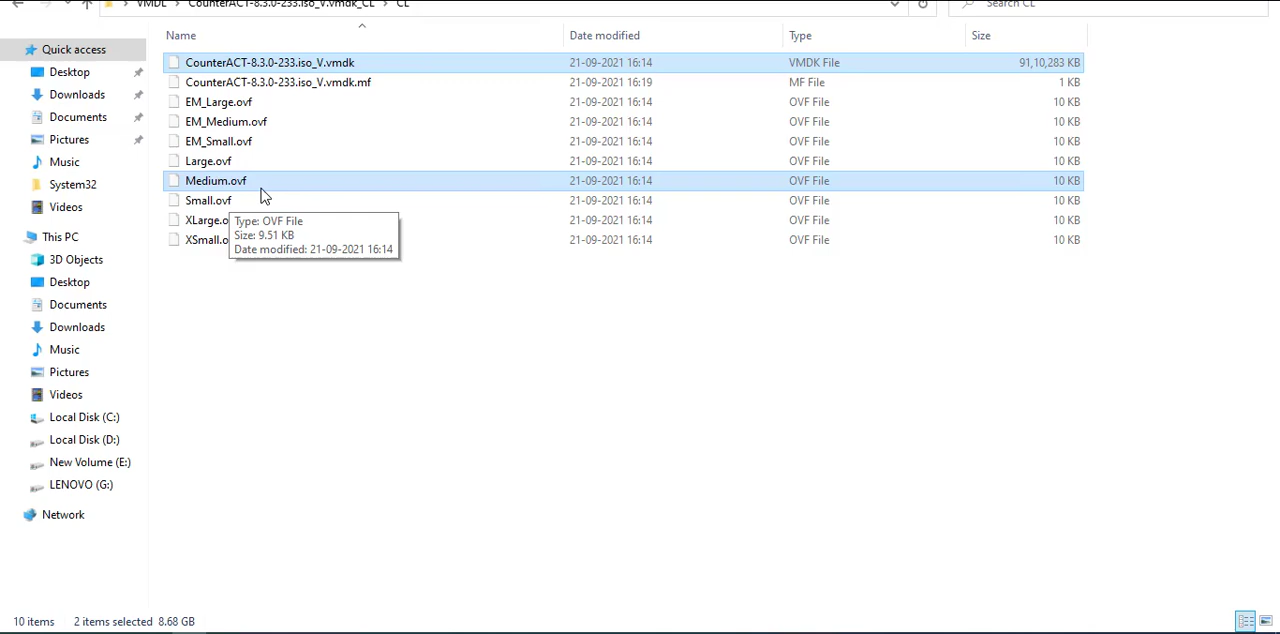 VMDL > CounterACT-8.3.0-233.iso_V.vmdk_CL > CL
Search CL
Name Date modified Type Size
Quick access
Desktop
Downloads
Documents
Pictures
Music
System32
Videos
This PC
3D Objects
Desktop
Documents
Downloads
Music
Pictures
Videos
Local Disk (C:)
Local Disk (D:)
New Volume (E:)
LENOVO (G:)
Network
CounterACT-8.3.0-233.iso_V.vmdk 21-09-2021 16:14 VMDK File 91,10,283 KB
CounterACT-8.3.0-233.iso_V.vmdk.mf 21-09-2021 16:19 MF File 1 KB
EM_Large.ovf 21-09-2021 16:14 OVF File 10 KB
EM_Medium.ovf 21-09-2021 16:14 OVF File 10 KB
EM_Small.ovf 21-09-2021 16:14 OVF File 10 KB
Large.ovf 21-09-2021 16:14 OVF File 10 KB
Medium.ovf 21-09-2021 16:14 OVF File 10 KB
Small.ovf 21-09-2021 16:14 OVF File 10 KB
XLarge.o 21-09-2021 16:14 OVF File 10 KB
XSmall.o 21-09-2021 16:14 OVF File 10 KB
Type: OVF File
Size: 9.51 KB
Date modified: 21-09-2021 16:14
10 items 2 items selected 8.68 GB